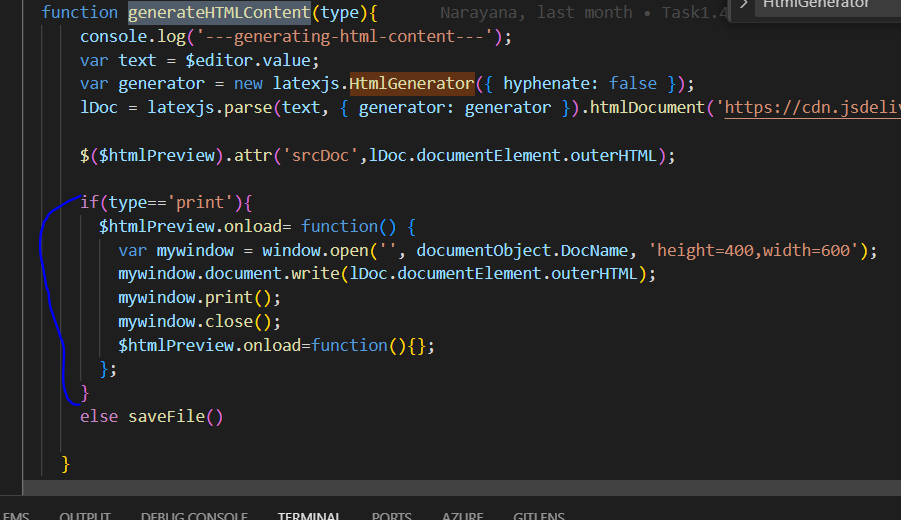 HtmlGenerator
function generateHTMLContent(type){ Narayana, last month • Task1.4
console.log('---generating-html-content---');
var text = $editor.value;
var generator = new latexjs.HtmlGenerator({ hyphenate: false });
lDoc = latexjs.parse(text, { generator: generator }).htmlDocument('https://cdn.jsdeliv
$($htmlPreview).attr('srcDoc',lDoc.documentElement.outerHTML);
if(type=='print'){
$htmlPreview.onload= function() {
var mywindow = window.open('', documentObject.DocName, 'height=400,width=600');
mywindow.document.write(lDoc.documentElement.outerHTML);
mywindow.print();
mywindow.close();
$htmlPreview.onload=function(){};
};
}
else saveFile()
}
EMS OUTPUT DEBUG CONSOLE TERMINAL PORTS AZURE GITLENS